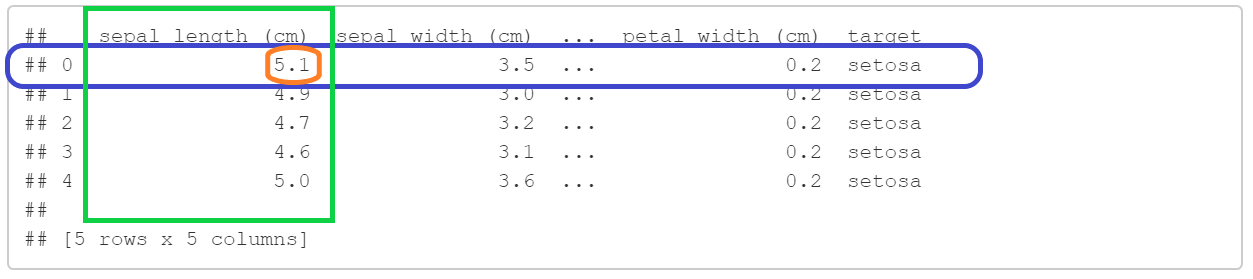 ##    sepal length (cm)  sepal width (cm)  ...  petal width (cm)  target
## 0                5.1               3.5  ...               0.2  setosa
## 1                4.9               3.0  ...               0.2  setosa
## 2                4.7               3.2  ...               0.2  setosa
## 3                4.6               3.1  ...               0.2  setosa
## 4                5.0               3.6  ...               0.2  setosa
##
## [5 rows x 5 columns]